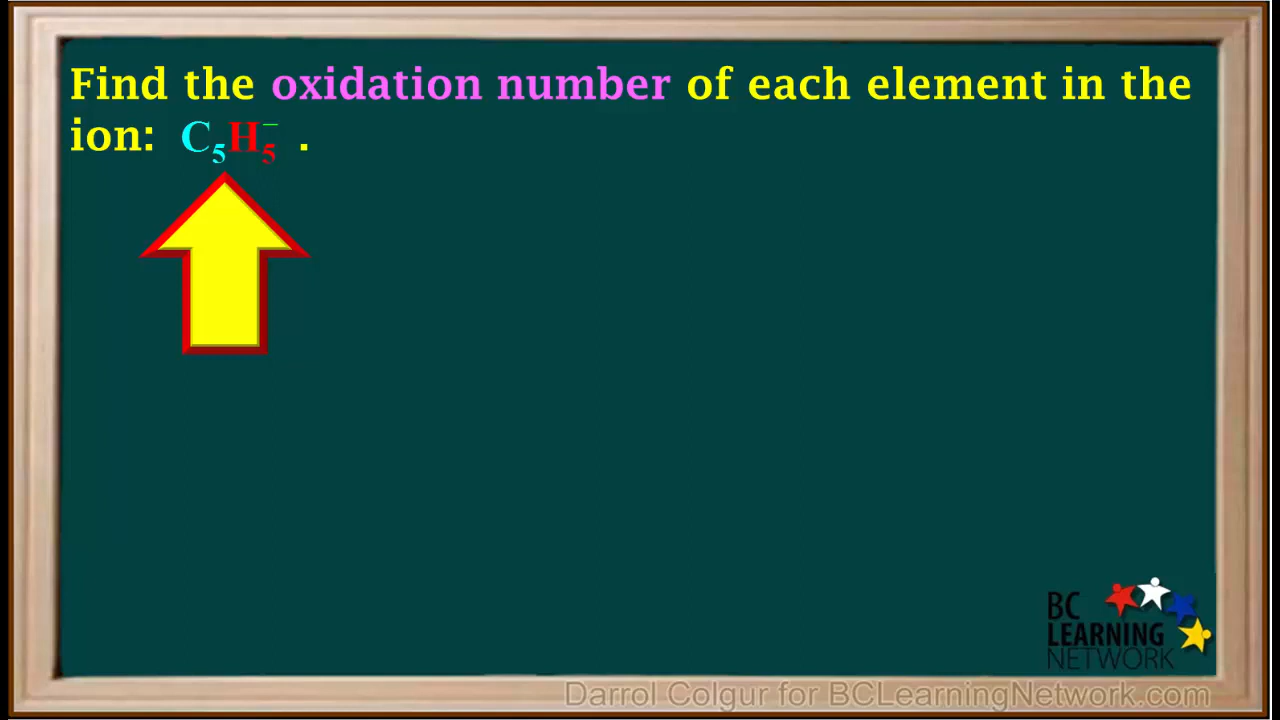 Find the oxidation number of each element in the
ion: C₅H₅⁻ .
BC
LEARNING
NETWORK
Darrol Colgur for BCLearningNetwork.com